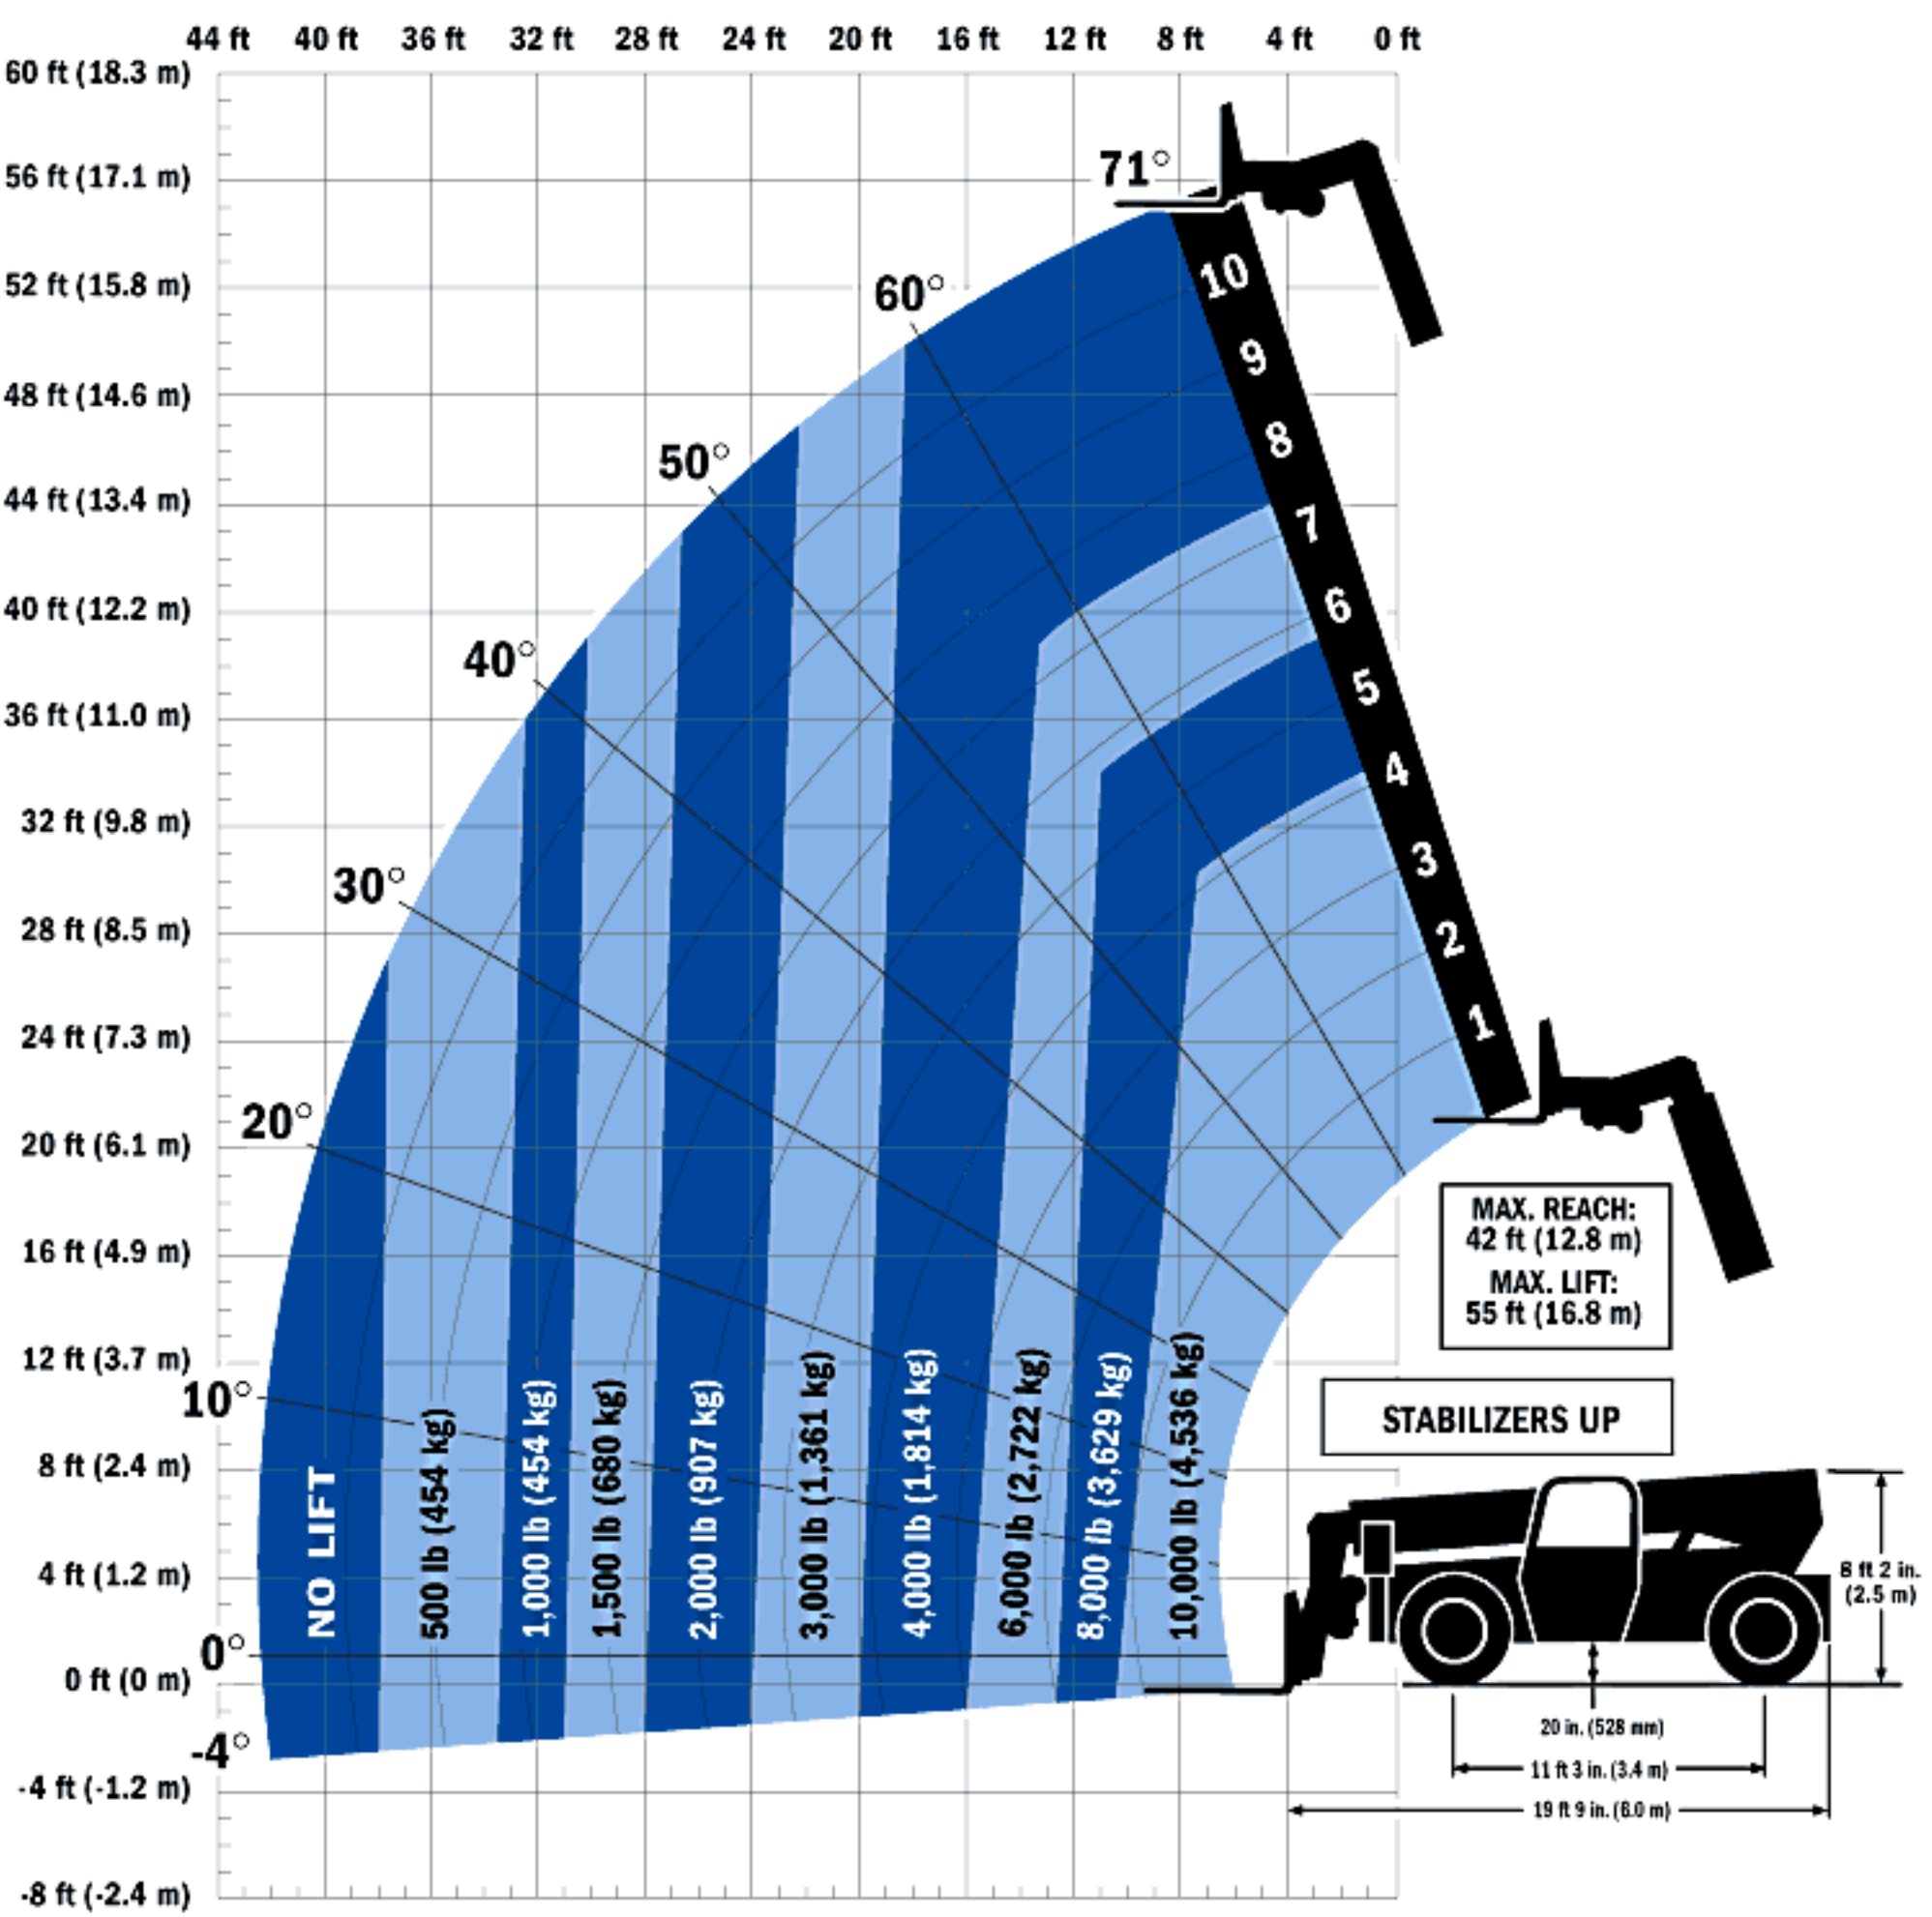 44 ft 40 ft 36 ft 32 ft 28 ft 24 ft 20 ft 16 ft 12 ft 8 ft 4 ft 0 ft
60 ft (18.3 m)
56 ft (17.1 m)
52 ft (15.8 m)
48 ft (14.6 m)
44 ft (13.4 m)
40 ft (12.2 m)
36 ft (11.0 m)
32 ft (9.8 m)
28 ft (8.5 m)
24 ft (7.3 m)
20 ft (6.1 m)
16 ft (4.9 m)
12 ft (3.7 m)
8 ft (2.4 m)
4 ft (1.2 m)
0 ft (0 m)
-4 ft (-1.2 m)
-8 ft (-2.4 m)
71°
60°
50°
40°
30°
20°
10°
0°
-4°
10
9
8
7
6
5
4
3
2
1
NO LIFT
500 lb (454 kg)
1,000 lb (454 kg)
1,500 lb (680 kg)
2,000 lb (907 kg)
3,000 lb (1,361 kg)
4,000 lb (1,814 kg)
6,000 lb (2,722 kg)
8,000 lb (3,629 kg)
10,000 lb (4,536 kg)
MAX. REACH:
42 ft (12.8 m)
MAX. LIFT:
55 ft (16.8 m)
STABILIZERS UP
8 ft 2 in.
(2.5 m)
20 in. (528 mm)
11 ft 3 in. (3.4 m)
19 ft 9 in. (6.0 m)